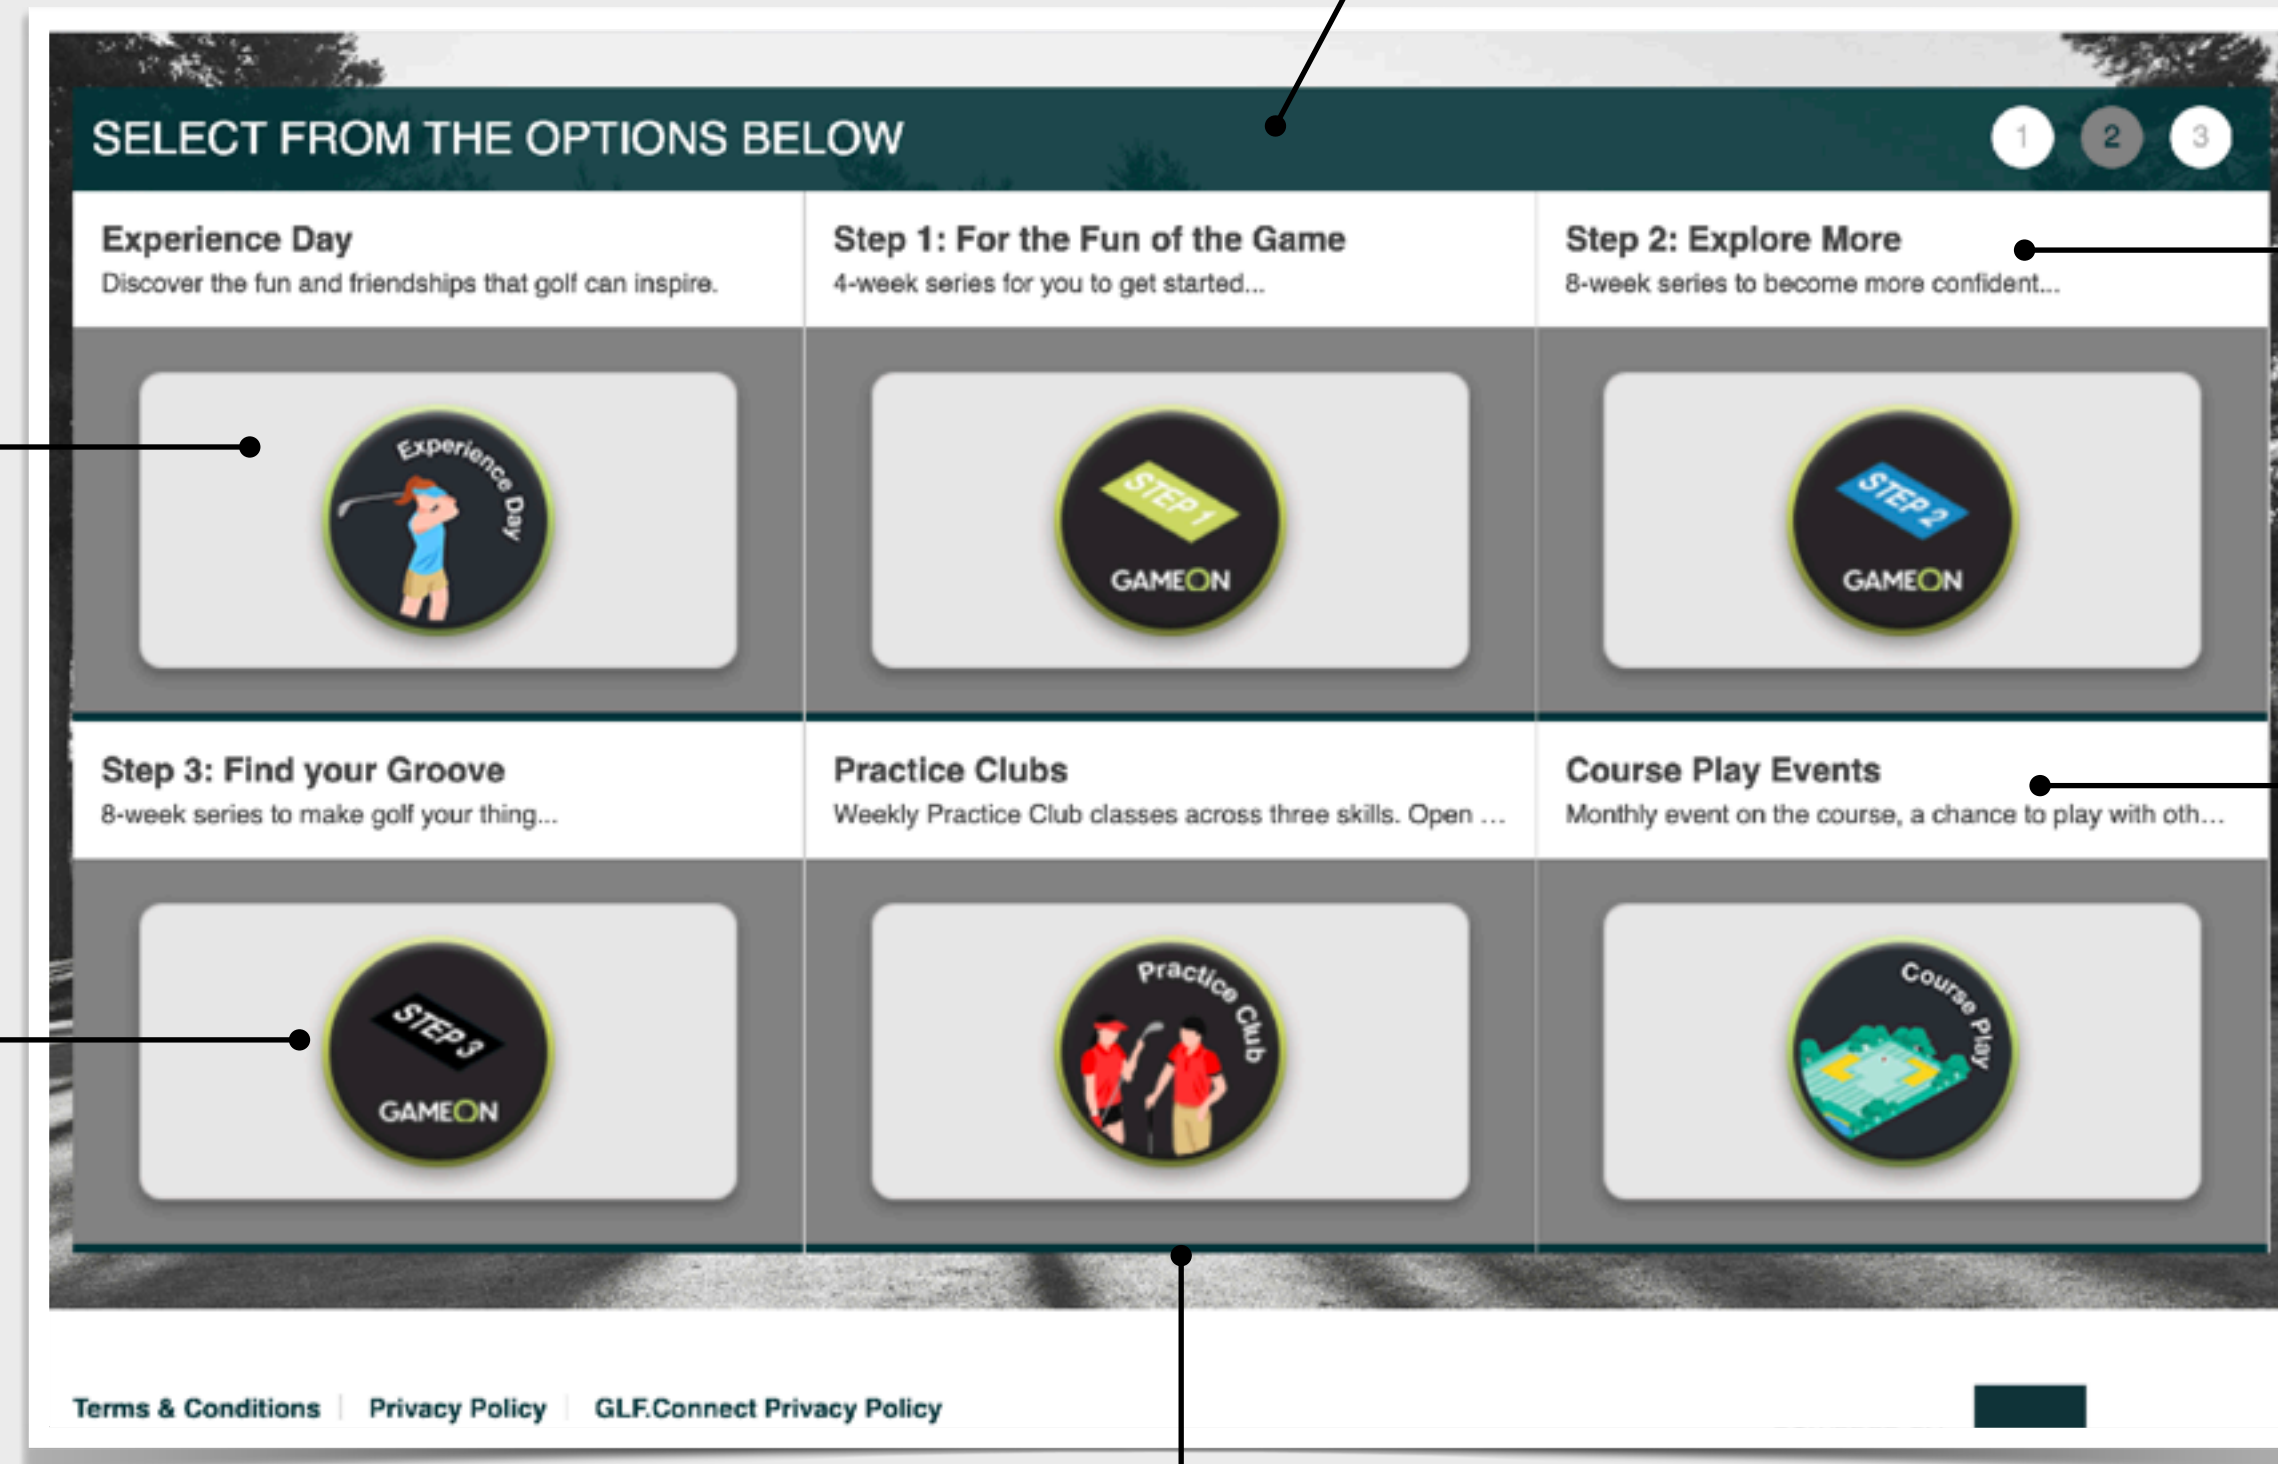 SELECT FROM THE OPTIONS BELOW
1 2 3
Experience Day
Discover the fun and friendships that golf can inspire.
Step 1: For the Fun of the Game
4-week series for you to get started...
Step 2: Explore More
8-week series to become more confident...
Experience Day
STEP 1
GAMEON
STEP 2
GAMEON
Step 3: Find your Groove
8-week series to make golf your thing...
Practice Clubs
Weekly Practice Club classes across three skills. Open ...
Course Play Events
Monthly event on the course, a chance to play with oth...
STEP 3
GAMEON
Practice Club
Course Play
Terms & Conditions
Privacy Policy
GLF.Connect Privacy Policy